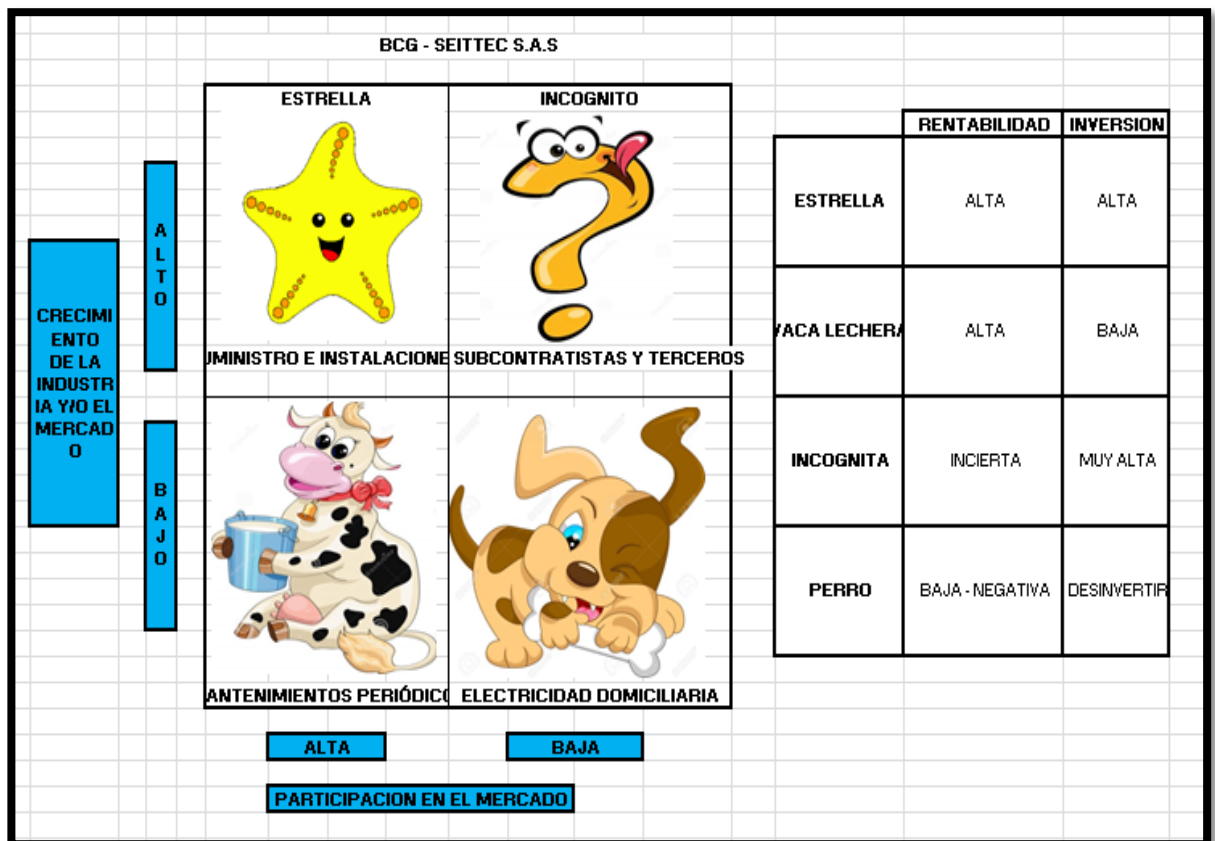 BCG - SEITTEC S.A.S
ESTRELLA
INCOGNITO
ALTO
CRECIMI
ENTO
DE LA
INDUSTR
IA Y/O EL
MERCAD
O
UMINISTRO E INSTALACIONE
SUBCONTRATISTAS Y TERCEROS
BAJO
ANTENIMIENTOS PERIÓDICO
ELECTRICIDAD DOMICILIARIA
ALTA
BAJA
PARTICIPACION EN EL MERCADO
RENTABILIDAD INVERSION
ESTRELLA ALTA ALTA
VACA LECHERA ALTA BAJA
INCOGNITA INCIERTA MUY ALTA
PERRO BAJA - NEGATIVA DESINVERTIR